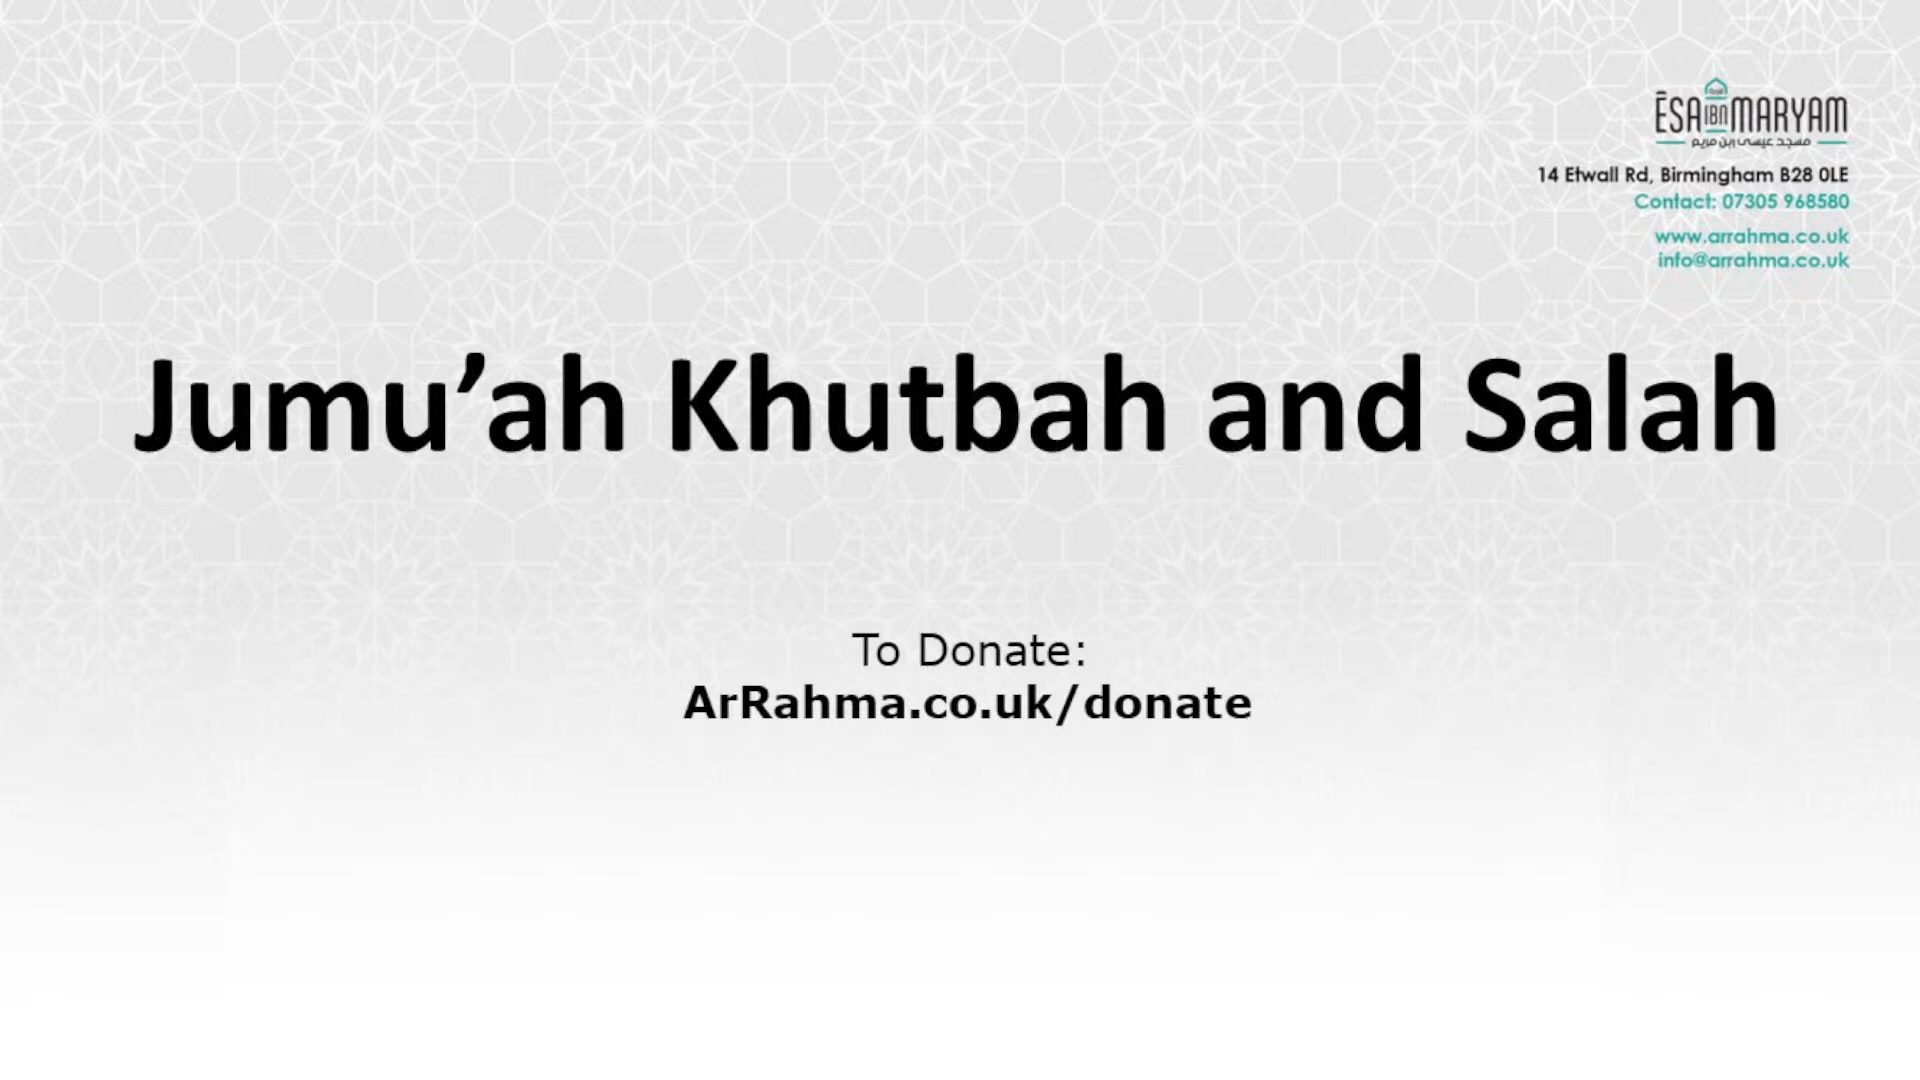 ĒSA IBN MARYAM
مسجد عيسى ابن مريم
14 Etwall Rd, Birmingham B28 0LE
Contact: 07305 968580
www.arrahma.co.uk
info@arrahma.co.uk
Jumu’ah Khutbah and Salah
To Donate:
ArRahma.co.uk/donate